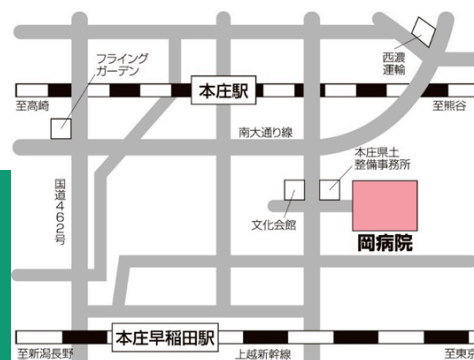 フライング
ガーデン
西濃
運輸
本庄駅
至高崎
至熊谷
南大通り線
本庄県土
整備事務所
国道462号
文化会館
岡病院
本庄早稲田駅
至新潟長野
上越新幹線
至東京